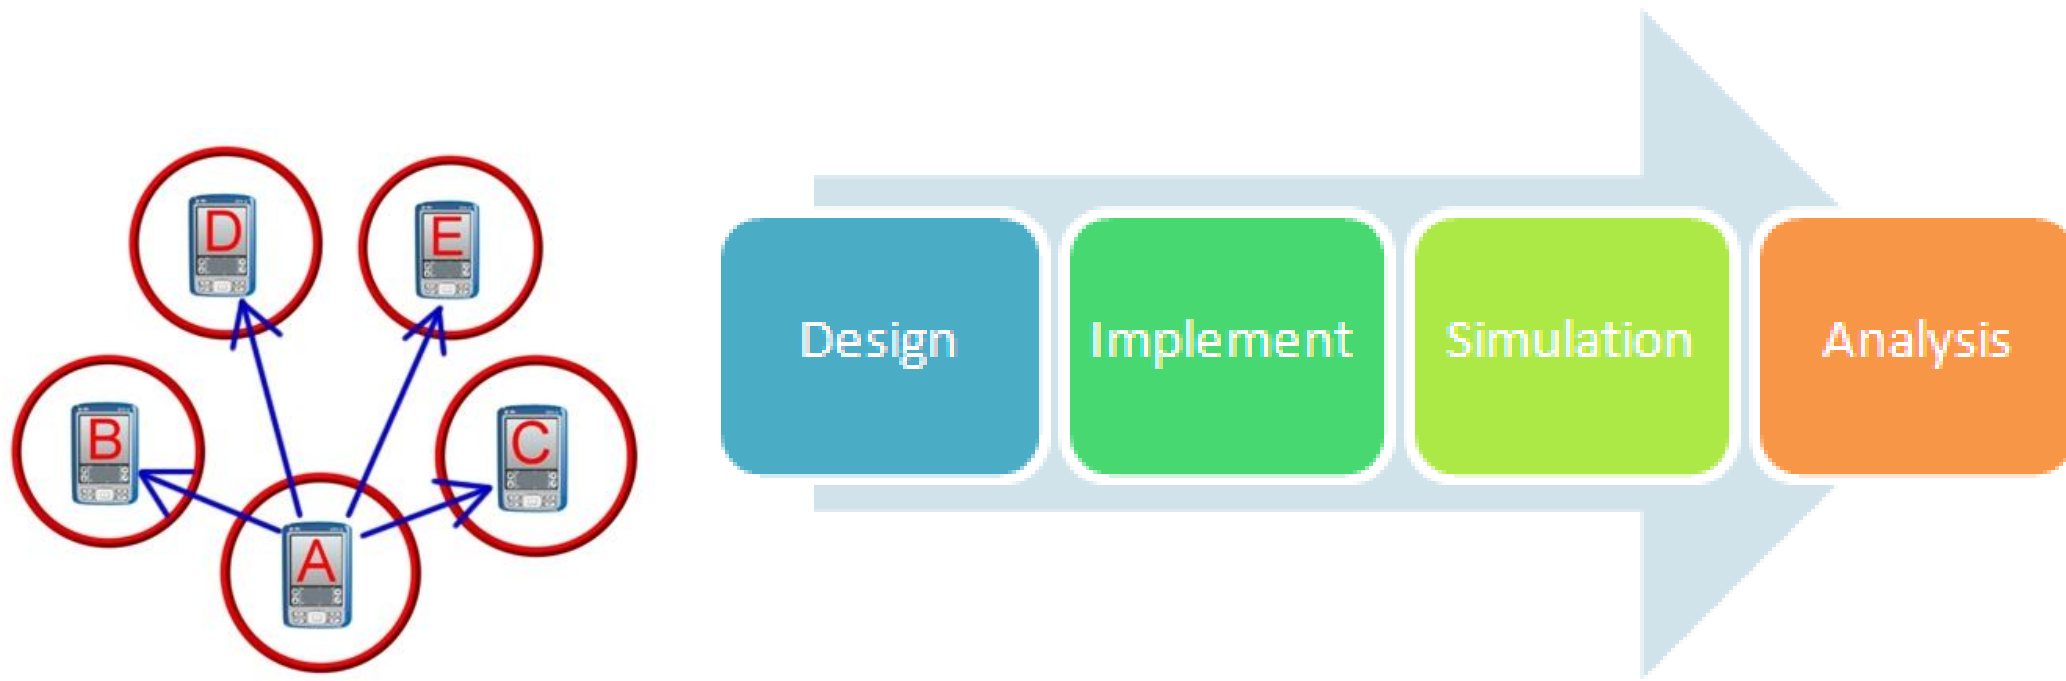 D
E
B
C
A
Design
Implement
Simulation
Analysis